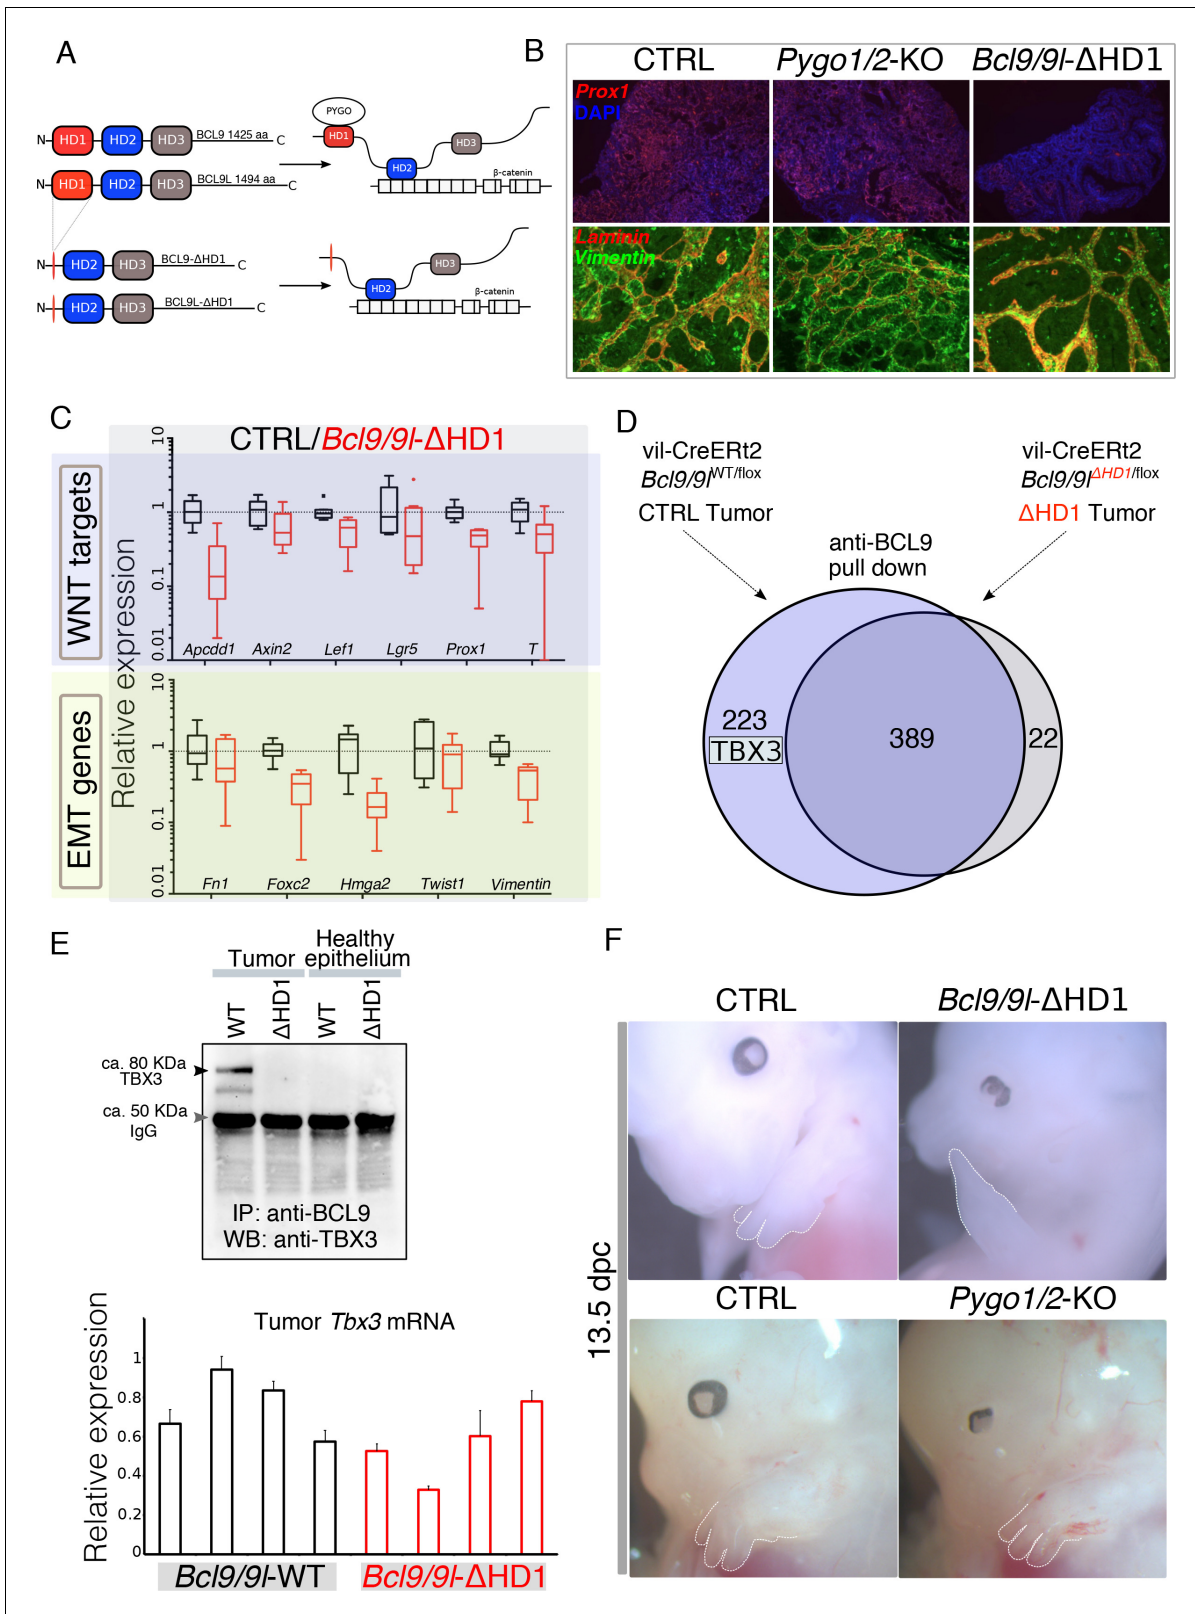 A
PYGO
N HD1 HD2 HD3 BCL9 1425 aa C
HD1 HD3
HD2
β-catenin
N HD1 HD2 HD3 BCL9L 1494 aa C
N HD2 HD3 BCL9-ΔHD1 C
HD3
HD2
β-catenin
N HD2 HD3 BCL9L-ΔHD1 C
B
CTRL Pygo1/2-KO Bcl9/9l-ΔHD1
Prox1
DAPI
Laminin
Vimentin
C
CTRL/Bcl9/9l-ΔHD1
WNT targets
EMT genes
Relative expression
10
1
0.1
0.01
Apcdd1 Axin2 Lef1 Lgr5 Prox1 T
10
1
0.1
0.01
Fn1 Foxc2 Hmga2 Twist1 Vimentin
D
vil-CreERt2
Bcl9/9l WT/flox
CTRL Tumor
vil-CreERt2
Bcl9/9l ΔHD1/flox
ΔHD1 Tumor
anti-BCL9
pull down
223
TBX3
389
22
E
Tumor
Healthy
epithelium
WT ΔHD1 WT ΔHD1
ca. 80 KDa
TBX3
ca. 50 KDa
IgG
IP: anti-BCL9
WB: anti-TBX3
Tumor Tbx3 mRNA
Relative expression
1
0.8
0.6
0.4
0.2
0
Bcl9/9l-WT Bcl9/9l-ΔHD1
F
CTRL Bcl9/9l-ΔHD1
13.5 dpc
CTRL Pygo1/2-KO